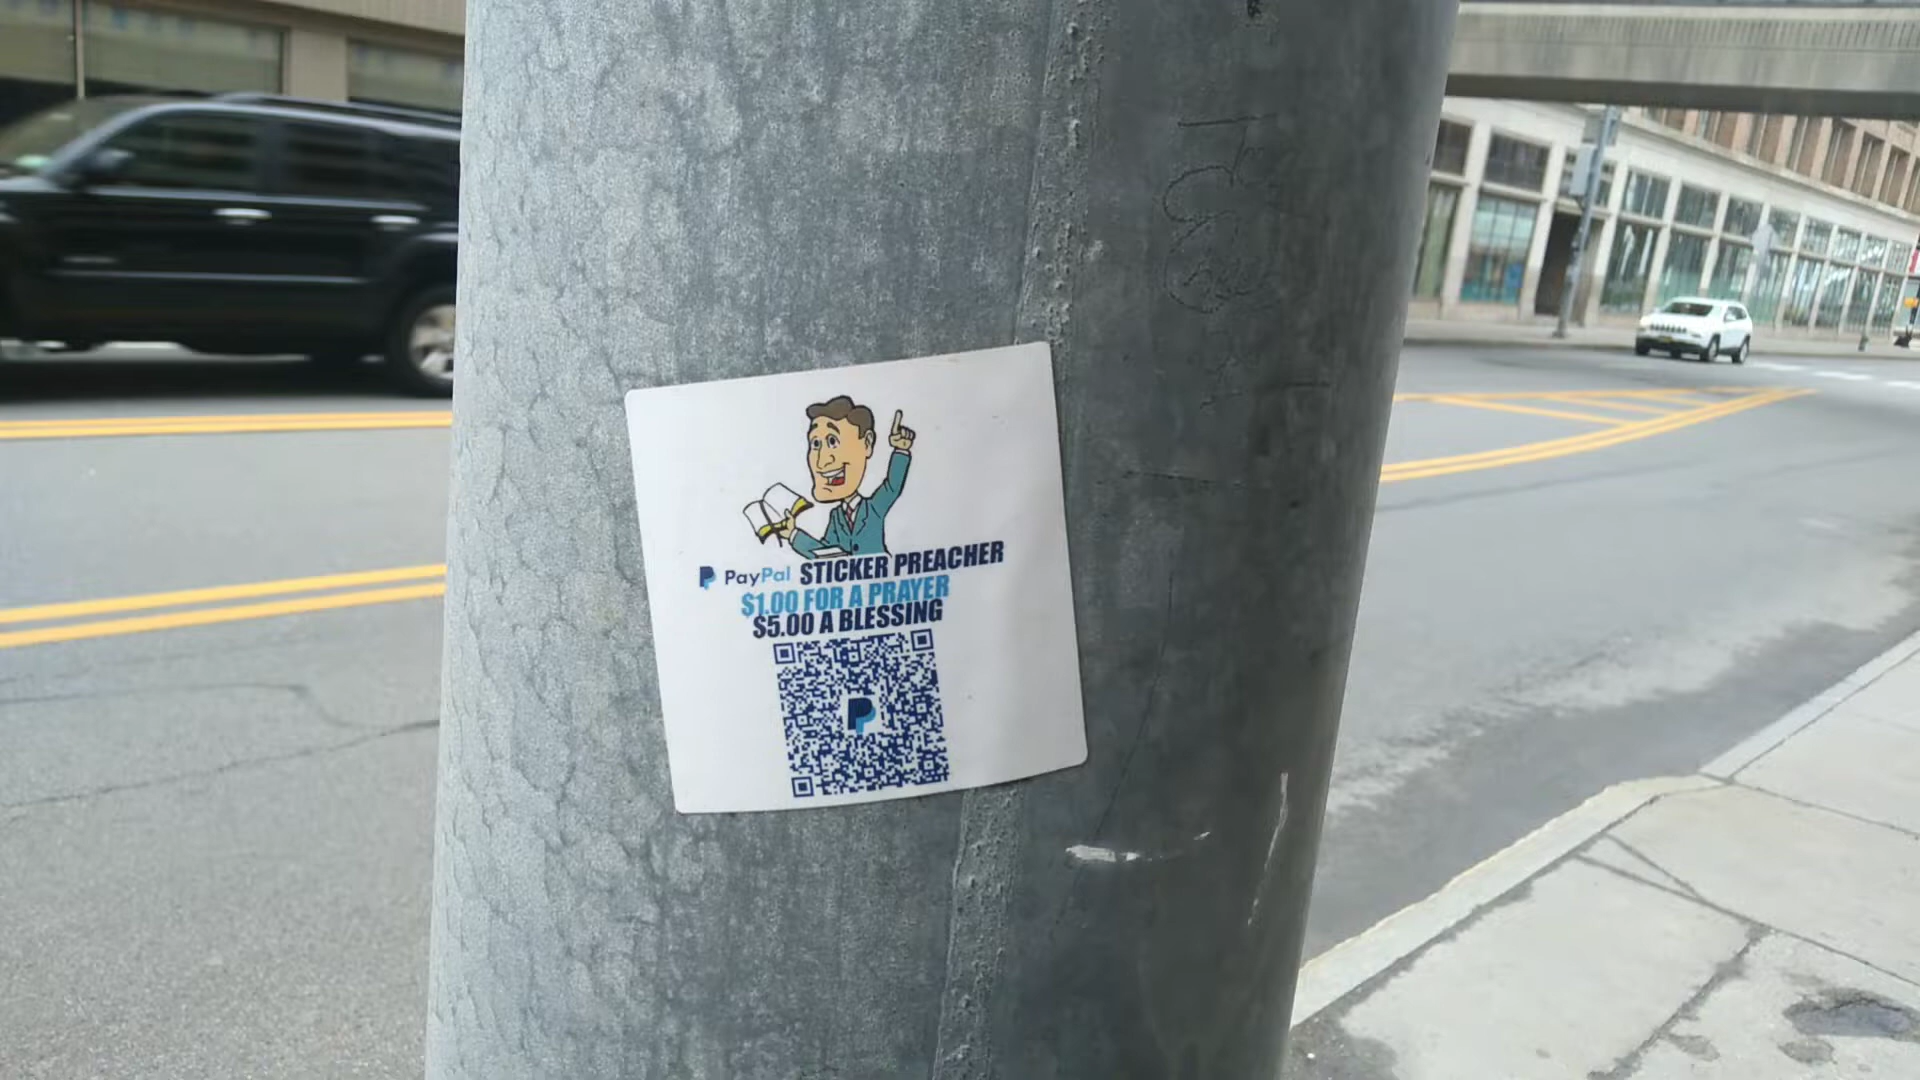 PayPal STICKER PREACHER
$1.00 FOR A PRAYER
$5.00 A BLESSING